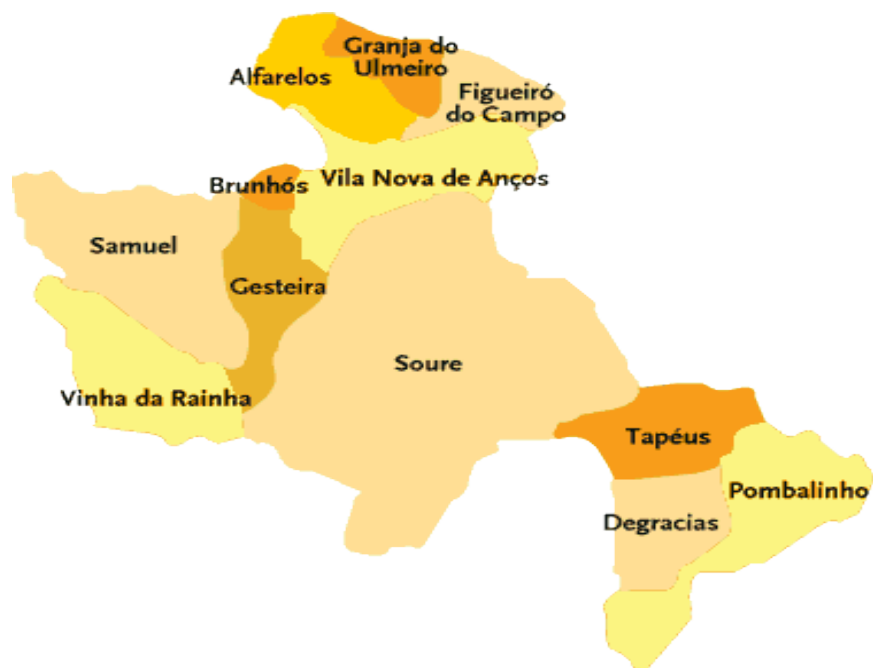 Granja do
Ulmeiro
Alfarelos
Figueiró
do Campo
Brunhós
Vila Nova de Anços
Samuel
Gesteira
Soure
Vinha da Rainha
Tapéus
Pombalinho
Degracias